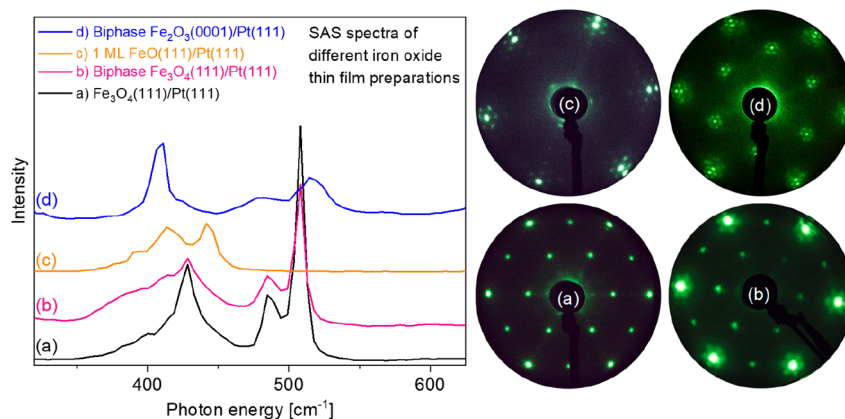 d) Biphase Fe₂O₃(0001)/Pt(111)
c) 1 ML FeO(111)/Pt(111)
b) Biphase Fe₃O₄(111)/Pt(111)
a) Fe₃O₄(111)/Pt(111)
SAS spectra of
different iron oxide
thin film preparations
Intensity
(d)
(c)
(b)
(a)
400
500
600
Photon energy [cm⁻¹]
(c)
(d)
(a)
(b)